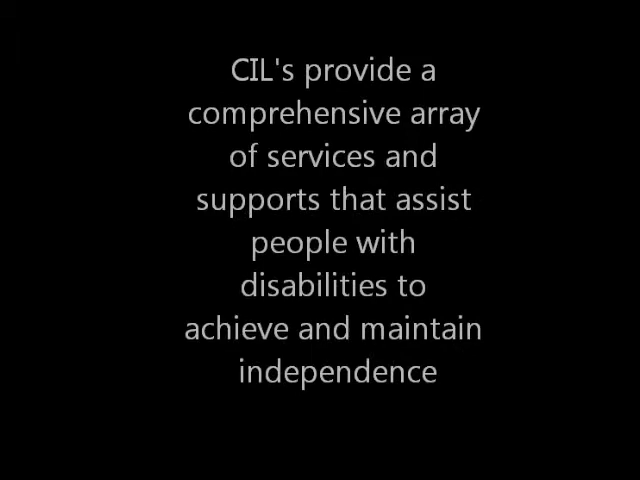 CIL's provide a
comprehensive array
of services and
supports that assist
people with
disabilities to
achieve and maintain
independence